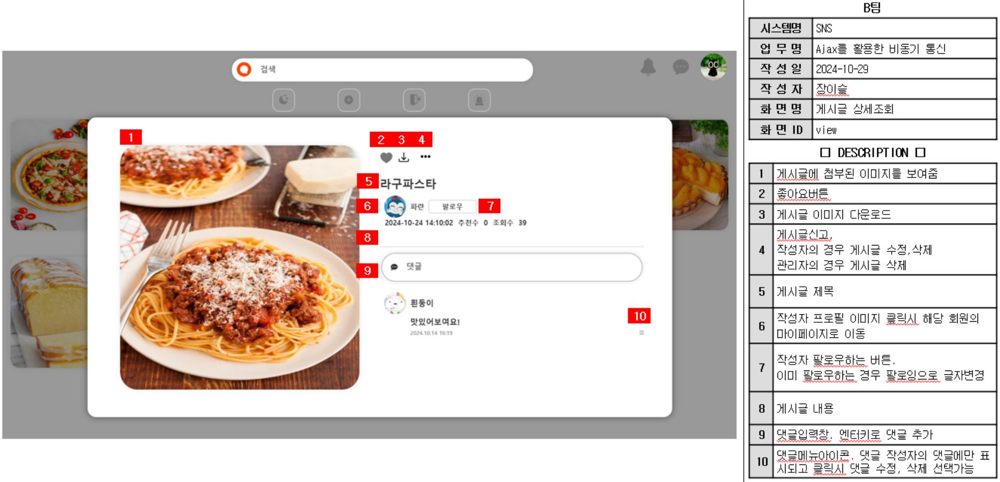 검색
1
2 3 4
5 라구파스타
6 파란 팔로우 7
2024-10-24 14:10:02 추천수 0 조회수 39
8
9 댓글
흰둥이
10
맛있어보여요!
2024.10.14 16:19
B팀
시스템명 SNS
업 무 명 Ajax를 활용한 비동기 통신
작 성 일 2024-10-29
작 성 자 장이슬
화 면 명 게시글 상세조회
화 면 ID view
□ DESCRIPTION □
1 게시글에 첨부된 이미지를 보여줌
2 좋아요버튼
3 게시글 이미지 다운로드
4 게시글신고,
작성자의 경우 게시글 수정,삭제
관리자의 경우 게시글 삭제
5 게시글 제목
6 작성자 프로필 이미지 클릭시 해당 회원의
마이페이지로 이동
7 작성자 팔로우하는 버튼.
이미 팔로우하는 경우 팔로잉으로 글자변경
8 게시글 내용
9 댓글입력창. 엔터키로 댓글 추가
10 댓글메뉴아이콘. 댓글 작성자의 댓글에만 표
시되고 클릭시 댓글 수정, 삭제 선택가능